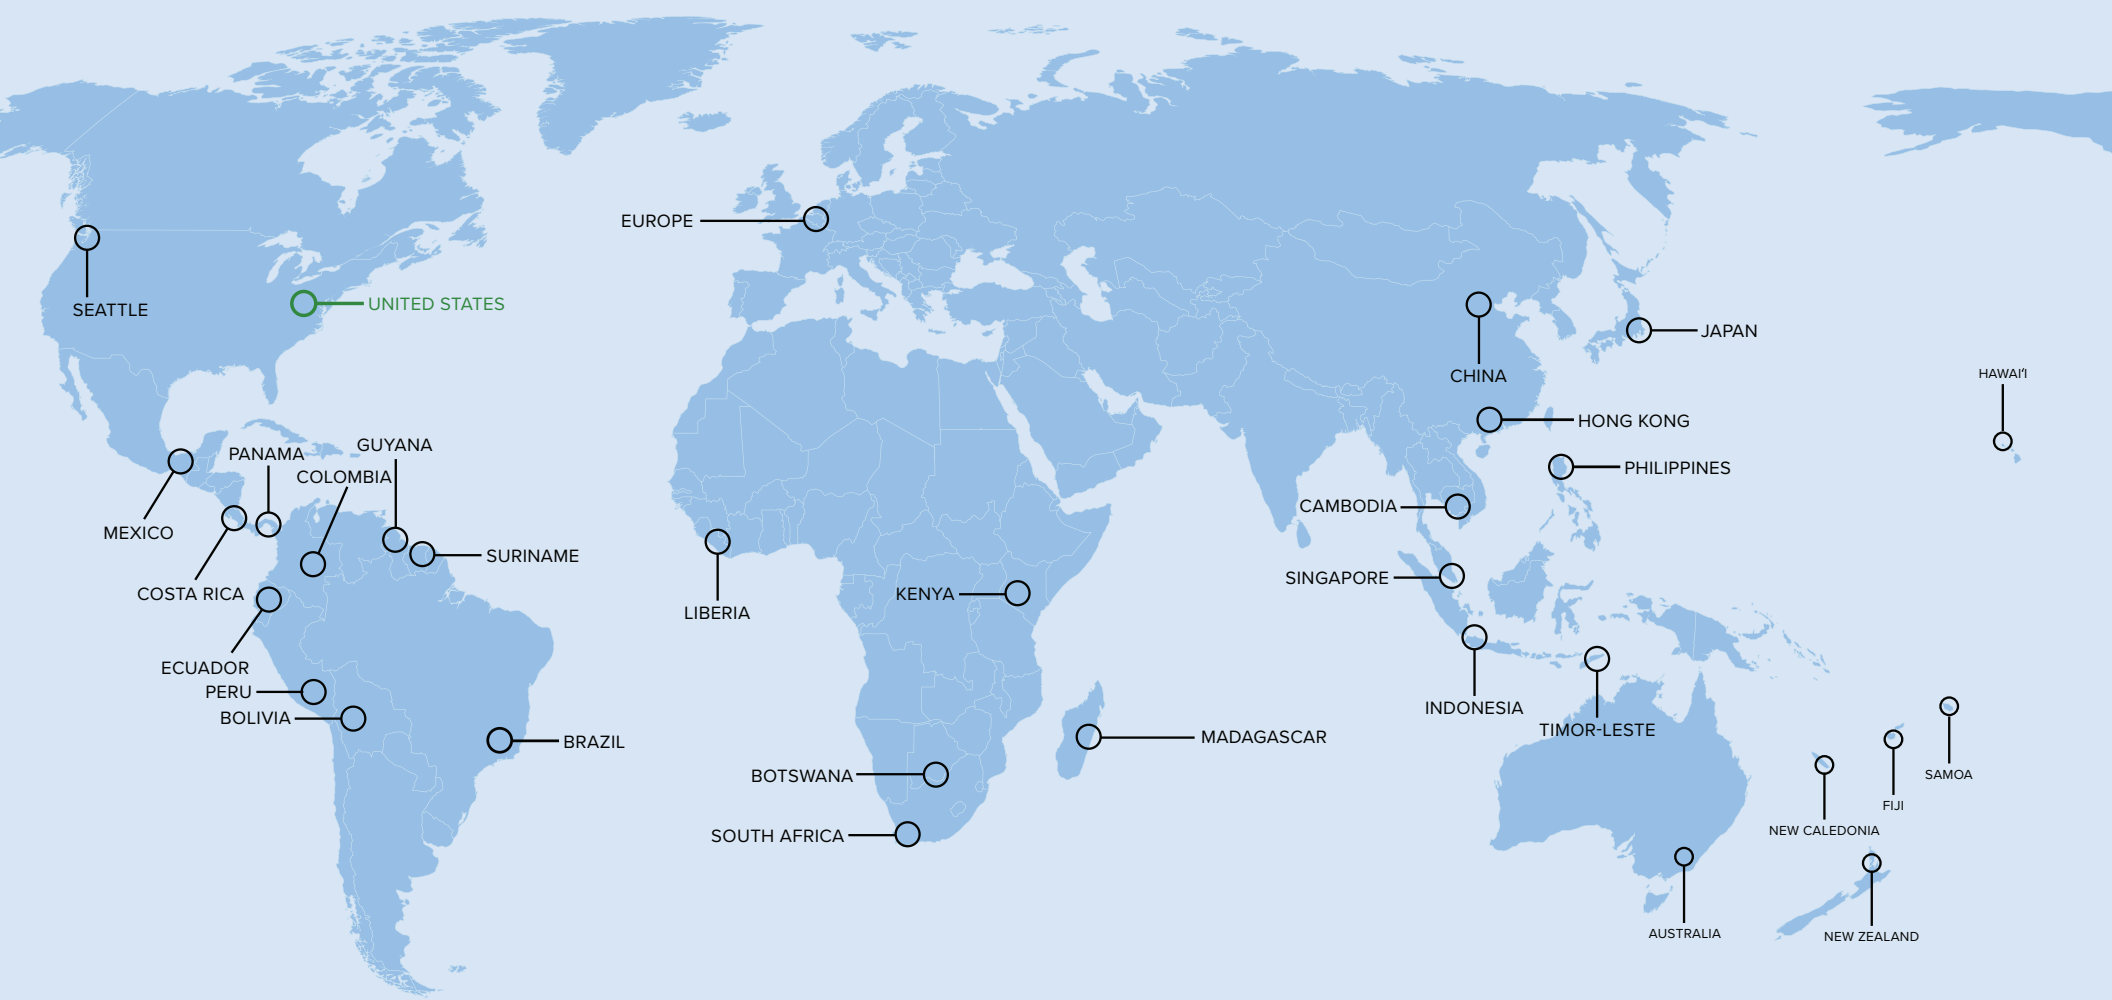 EUROPE
SEATTLE
UNITED STATES
JAPAN
CHINA
HAWAIʻI
HONG KONG
GUYANA
PANAMA
COLOMBIA
PHILIPPINES
CAMBODIA
MEXICO
SURINAME
SINGAPORE
COSTA RICA
KENYA
LIBERIA
ECUADOR
PERU
BOLIVIA
INDONESIA
TIMOR-LESTE
MADAGASCAR
BRAZIL
BOTSWANA
SAMOA
FIJI
NEW CALEDONIA
SOUTH AFRICA
AUSTRALIA
NEW ZEALAND